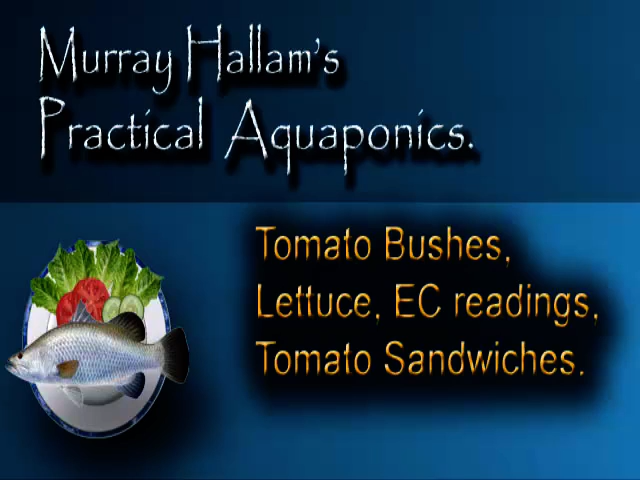 Murray Hallam's
Practical Aquaponics.
Tomato Bushes,
Lettuce, EC readings,
Tomato Sandwiches.